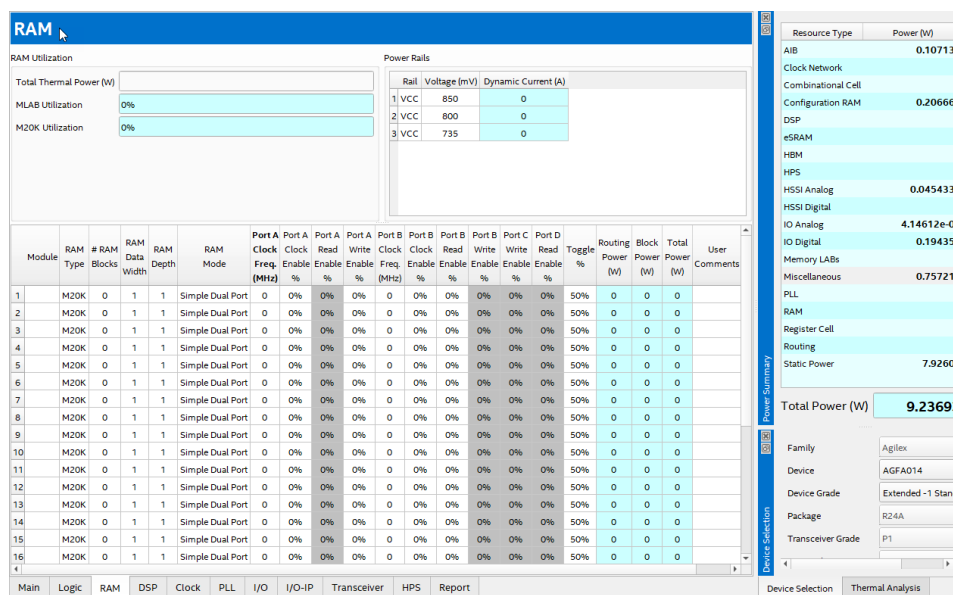 RAM
RAM Utilization
Total Thermal Power (W)
MLAB Utilization 0%
M20K Utilization 0%
Power Rails
Rail Voltage (mV) Dynamic Current (A)
1 VCC 850 0
2 VCC 800 0
3 VCC 735 0
Module RAM Type # RAM Blocks RAM Data Width RAM Depth RAM Mode Port A Clock Freq. (MHz) Port A Clock Enable % Port A Read Enable % Port A Write Enable % Port B Clock Freq. (MHz) Port B Clock Enable % Port B Read Enable % Port B Write Enable % Port C Write Enable % Port D Read Enable % Toggle % Routing Power (W) Block Power (W) Total Power (W) User Comments
1 M20K 0 1 1 Simple Dual Port 0 0% 0% 0% 0 0% 0% 0% 0% 0% 50% 0 0 0
2 M20K 0 1 1 Simple Dual Port 0 0% 0% 0% 0 0% 0% 0% 0% 0% 50% 0 0 0
3 M20K 0 1 1 Simple Dual Port 0 0% 0% 0% 0 0% 0% 0% 0% 0% 50% 0 0 0
4 M20K 0 1 1 Simple Dual Port 0 0% 0% 0% 0 0% 0% 0% 0% 0% 50% 0 0 0
5 M20K 0 1 1 Simple Dual Port 0 0% 0% 0% 0 0% 0% 0% 0% 0% 50% 0 0 0
6 M20K 0 1 1 Simple Dual Port 0 0% 0% 0% 0 0% 0% 0% 0% 0% 50% 0 0 0
7 M20K 0 1 1 Simple Dual Port 0 0% 0% 0% 0 0% 0% 0% 0% 0% 50% 0 0 0
8 M20K 0 1 1 Simple Dual Port 0 0% 0% 0% 0 0% 0% 0% 0% 0% 50% 0 0 0
9 M20K 0 1 1 Simple Dual Port 0 0% 0% 0% 0 0% 0% 0% 0% 0% 50% 0 0 0
10 M20K 0 1 1 Simple Dual Port 0 0% 0% 0% 0 0% 0% 0% 0% 0% 50% 0 0 0
11 M20K 0 1 1 Simple Dual Port 0 0% 0% 0% 0 0% 0% 0% 0% 0% 50% 0 0 0
12 M20K 0 1 1 Simple Dual Port 0 0% 0% 0% 0 0% 0% 0% 0% 0% 50% 0 0 0
13 M20K 0 1 1 Simple Dual Port 0 0% 0% 0% 0 0% 0% 0% 0% 0% 50% 0 0 0
14 M20K 0 1 1 Simple Dual Port 0 0% 0% 0% 0 0% 0% 0% 0% 0% 50% 0 0 0
15 M20K 0 1 1 Simple Dual Port 0 0% 0% 0% 0 0% 0% 0% 0% 0% 50% 0 0 0
16 M20K 0 1 1 Simple Dual Port 0 0% 0% 0% 0 0% 0% 0% 0% 0% 50% 0 0 0
Main Logic RAM DSP Clock PLL I/O I/O-IP Transceiver HPS Report
Power Summary
Resource Type Power (W)
AIB 0.10713
Clock Network
Combinational Cell
Configuration RAM 0.20666
DSP
eSRAM
HBM
HPS
HSSI Analog 0.045433
HSSI Digital
IO Analog 4.14612e-0
IO Digital 0.19435
Memory LABs
Miscellaneous 0.75721
PLL
RAM
Register Cell
Routing
Static Power 7.9260
Total Power (W) 9.2369
Device Selection
Family Agilex
Device AGFA014
Device Grade Extended -1 Stan
Package R24A
Transceiver Grade P1
Device Selection Thermal Analysis